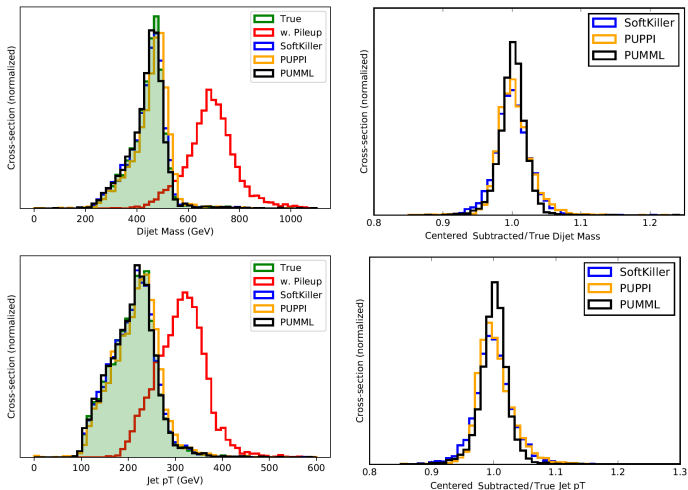 True
w. Pileup
SoftKiller
PUPPI
PUMML
Cross-section (normalized)
0 200 400 600 800 1000
Dijet Mass (GeV)
SoftKiller
PUPPI
PUMML
Cross-section (normalized)
0.8 0.9 1.0 1.1 1.2
Centered Subtracted/True Dijet Mass
True
w. Pileup
SoftKiller
PUPPI
PUMML
Cross-section (normalized)
0 100 200 300 400 500 600
Jet pT (GeV)
SoftKiller
PUPPI
PUMML
Cross-section (normalized)
0.8 0.9 1.0 1.1 1.2 1.3
Centered Subtracted/True Jet pT